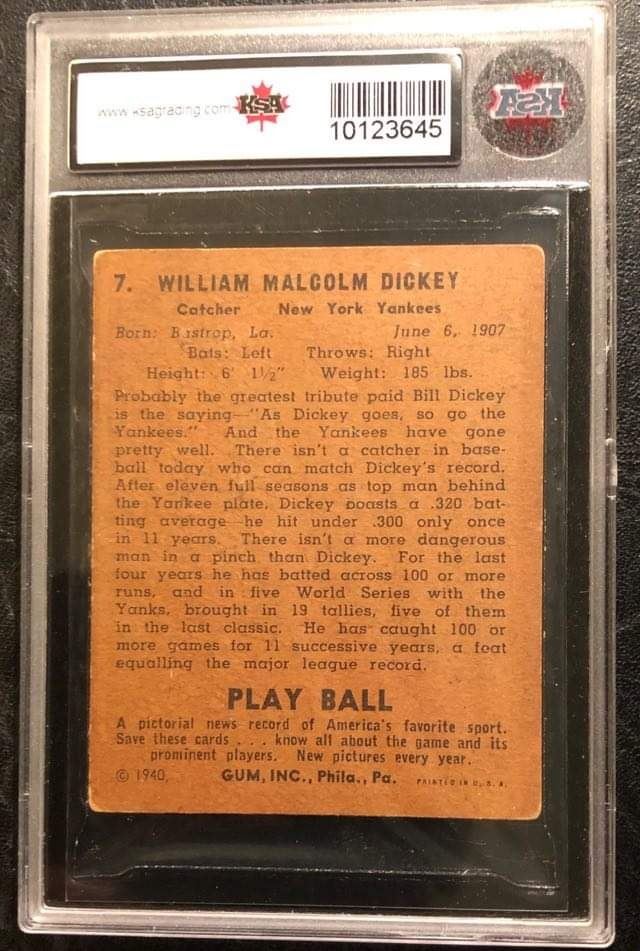 www.ksagrading.com
KSA
10123645
KSA
7. WILLIAM MALCOLM DICKEY
Catcher New York Yankees
Born: Bastrop, La. June 6, 1907
Bats: Left Throws: Right
Height: 6' 1½" Weight: 185 lbs.
Probably the greatest tribute paid Bill Dickey
is the saying—"As Dickey goes, so go the
Yankees." And the Yankees have gone
pretty well. There isn't a catcher in base-
ball today who can match Dickey's record.
After eleven full seasons as top man behind
the Yankee plate, Dickey boasts a .320 bat-
ting average—he hit under .300 only once
in 11 years. There isn't a more dangerous
man in a pinch than Dickey. For the last
four years he has batted across 100 or more
runs, and in five World Series with the
Yanks, brought in 19 tallies, five of them
in the last classic. He has caught 100 or
more games for 11 successive years, a feat
equalling the major league record.
PLAY BALL
A pictorial news record of America's favorite sport.
Save these cards . . . know all about the game and its
prominent players. New pictures every year.
© 1940, GUM, INC., Phila., Pa. PRINTED IN U. S. A.